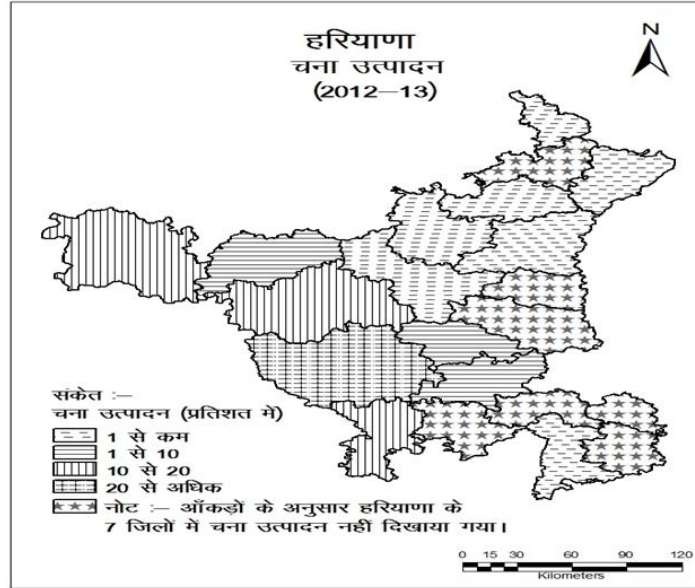 हरियाणा
चना उत्पादन
(2012–13)
N
संकेत :–
चना उत्पादन (प्रतिशत में)
1 से कम
1 से 10
10 से 20
20 से अधिक
नोट :– आँकड़ों के अनुसार हरियाणा के
7 जिलों में चना उत्पादन नहीं दिखाया गया।
0 15 30 60 90 120
Kilometers